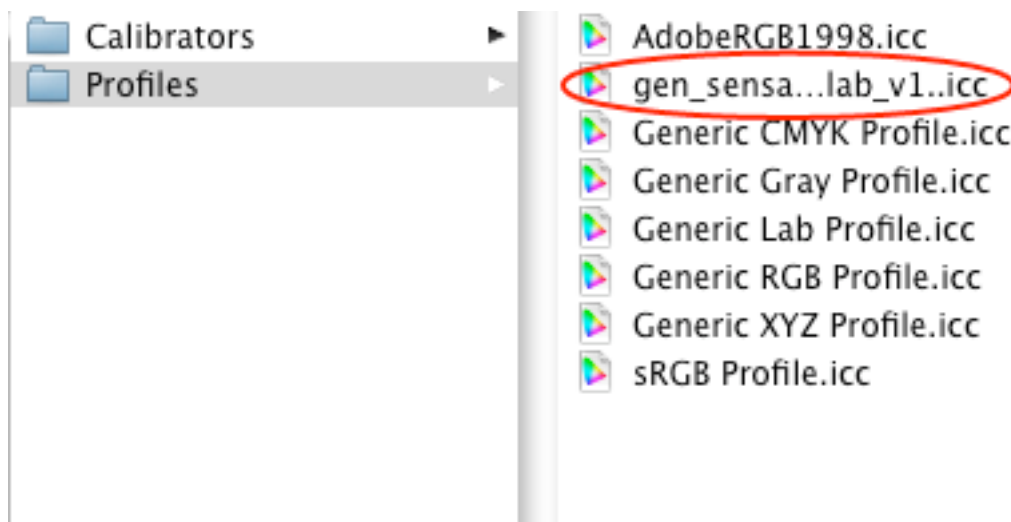 Calibrators
Profiles
AdobeRGB1998.icc
gen_sensa...lab_v1..icc
Generic CMYK Profile.icc
Generic Gray Profile.icc
Generic Lab Profile.icc
Generic RGB Profile.icc
Generic XYZ Profile.icc
sRGB Profile.icc